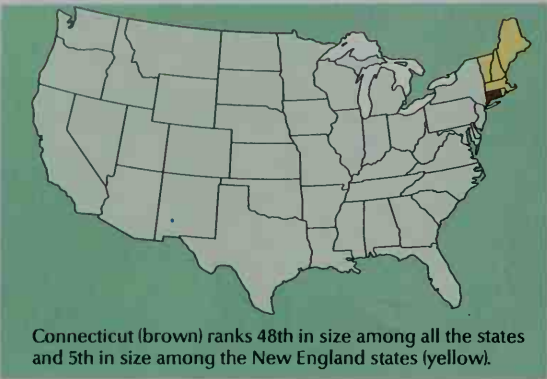 Connecticut (brown) ranks 48th in size among all the states
and 5th in size among the New England states (yellow).